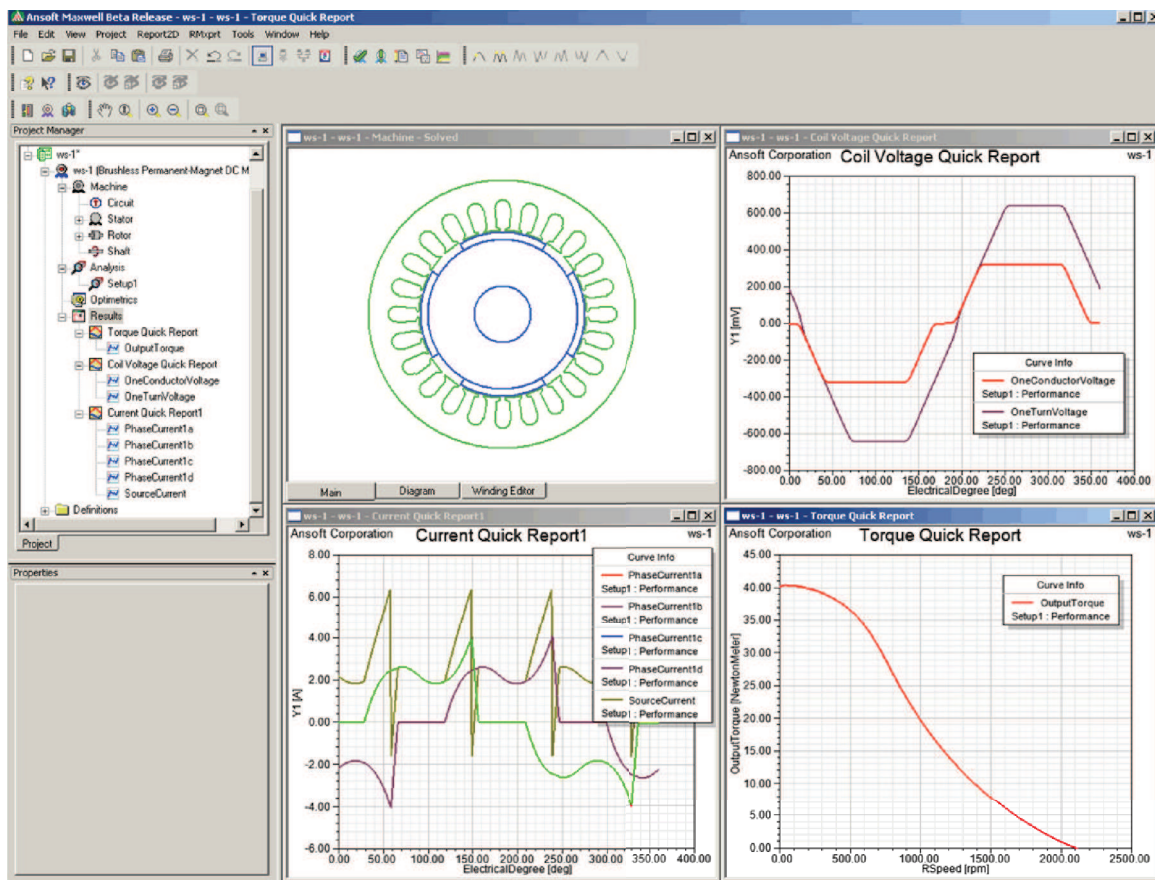 Ansoft Maxwell Beta Release - ws-1 - ws-1 - Torque Quick Report
File Edit View Project Report2D RMxprt Tools Window Help
Project Manager
ws-1*
ws-1 (Brushless Permanent-Magnet DC M
Machine
Circuit
Stator
Rotor
Shaft
Analysis
Setup1
Optimetrics
Results
Torque Quick Report
OutputTorque
Coil Voltage Quick Report
OneConductorVoltage
OneTurnVoltage
Current Quick Report1
PhaseCurrent1a
PhaseCurrent1b
PhaseCurrent1c
PhaseCurrent1d
SourceCurrent
Definitions
Project
Properties
ws-1 - ws-1 - Machine - Solved
Main Diagram Winding Editor
ws-1 - ws-1 - Coil Voltage Quick Report
Ansoft Corporation Coil Voltage Quick Report ws-1
800.00
600.00
400.00
200.00
0.00
-200.00
-400.00
-600.00
-800.00
Y1 [mV]
Curve Info
OneConductorVoltage
Setup1 : Performance
OneTurnVoltage
Setup1 : Performance
0.00 50.00 100.00 150.00 200.00 250.00 300.00 350.00 400.00
ElectricalDegree [deg]
ws-1 - ws-1 - Current Quick Report1
Ansoft Corporation Current Quick Report1 ws-1
8.00
6.00
4.00
2.00
0.00
-2.00
-4.00
-6.00
Y1 [A]
Curve Info
PhaseCurrent1a
Setup1 : Performance
PhaseCurrent1b
Setup1 : Performance
PhaseCurrent1c
Setup1 : Performance
PhaseCurrent1d
Setup1 : Performance
SourceCurrent
Setup1 : Performance
0.00 50.00 100.00 150.00 200.00 250.00 300.00 350.00 400.00
ElectricalDegree [deg]
ws-1 - ws-1 - Torque Quick Report
Ansoft Corporation Torque Quick Report ws-1
45.00
40.00
35.00
30.00
25.00
20.00
15.00
10.00
5.00
0.00
OutputTorque [NewtonMeter]
Curve Info
OutputTorque
Setup1 : Performance
0.00 500.00 1000.00 1500.00 2000.00 2500.00
RSpeed [rpm]